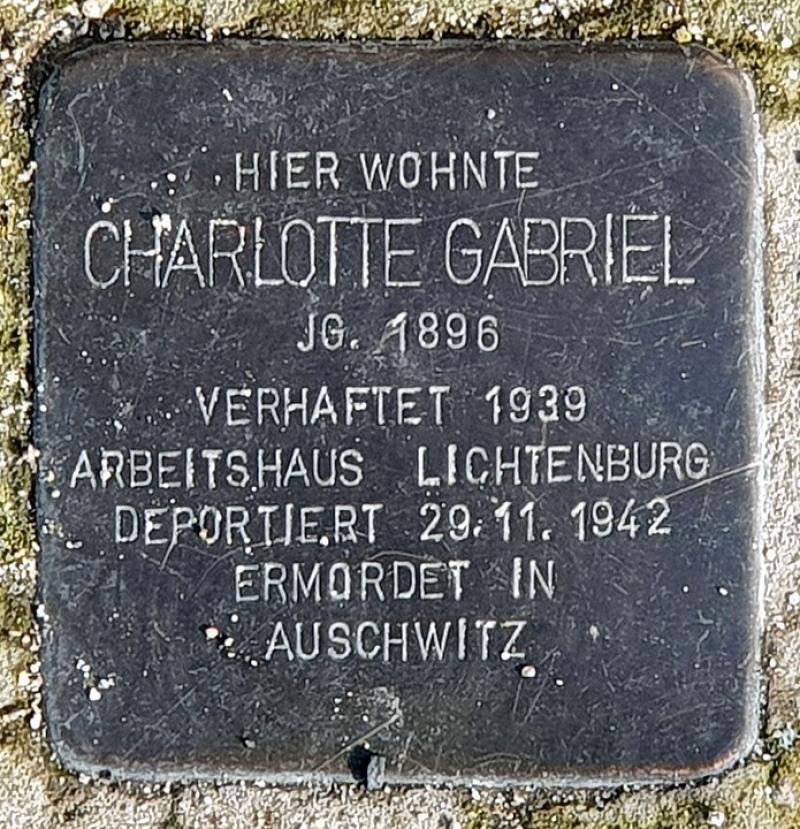 HIER WOHNTE
CHARLOTTE GABRIEL
JG. 1896
VERHAFTET 1939
ARBEITSHAUS LICHTENBURG
DEPORTIERT 29.11.1942
ERMORDET IN
AUSCHWITZ